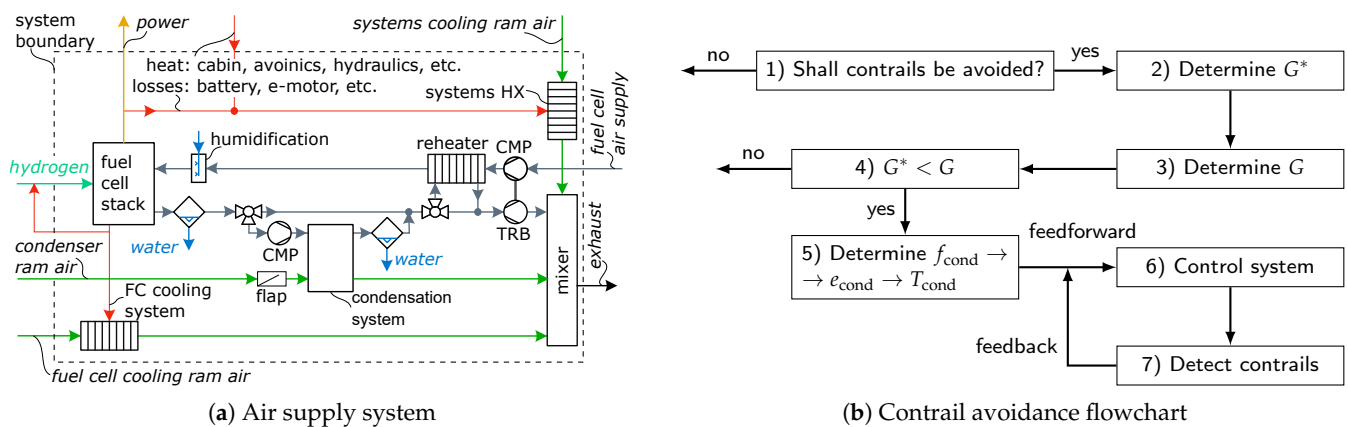 system
boundary
power
systems cooling ram air
heat: cabin, avoinics, hydraulics, etc.
losses: battery, e-motor, etc.
systems HX
fuel cell
air supply
humidification
reheater
CMP
hydrogen
fuel
cell
stack
water
CMP
TRB
water
condenser
ram air
flap
condensation
system
mixer
exhaust
FC cooling
system
fuel cell cooling ram air
(a) Air supply system
no
1) Shall contrails be avoided?
yes
2) Determine G*
no
4) G* < G
3) Determine G
yes
5) Determine f_cond →
→ e_cond → T_cond
feedforward
6) Control system
feedback
7) Detect contrails
(b) Contrail avoidance flowchart